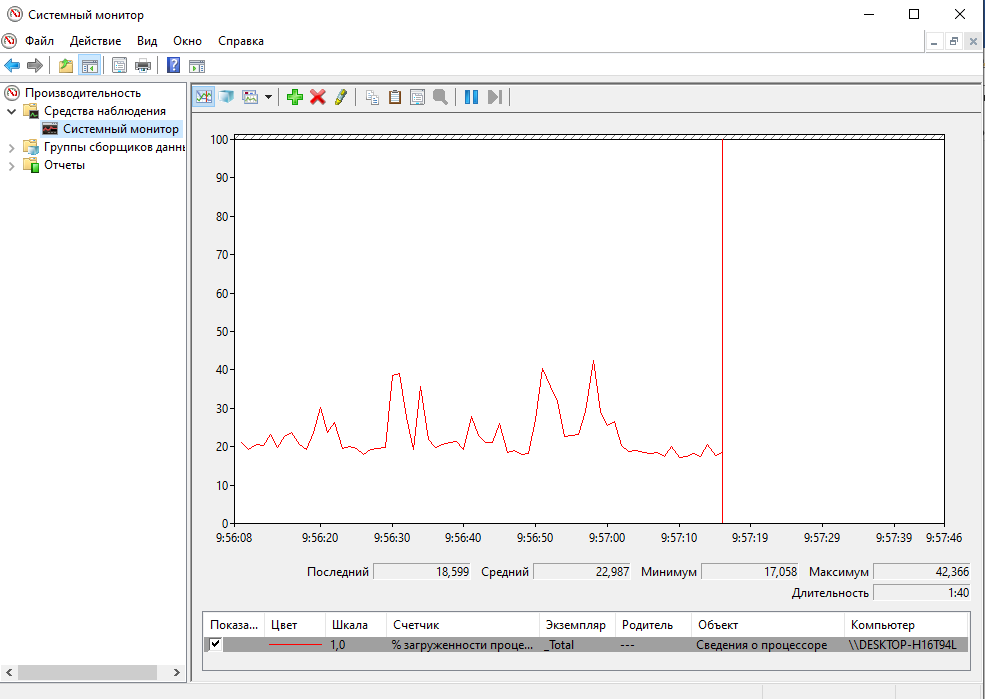 Системный монитор
Файл Действие Вид Окно Справка
Производительность
Средства наблюдения
Системный монитор
Группы сборщиков данн
Отчеты
100
90
80
70
60
50
40
30
20
10
0
9:56:08 9:56:20 9:56:30 9:56:40 9:56:50 9:57:00 9:57:10 9:57:19 9:57:29 9:57:39 9:57:46
Последний 18,599 Средний 22,987 Минимум 17,058 Максимум 42,366
Длительность 1:40
Показа... Цвет Шкала Счетчик Экземпляр Родитель Объект Компьютер
1,0 % загруженности проце... _Total --- Сведения о процессоре \\DESKTOP-H16T94L